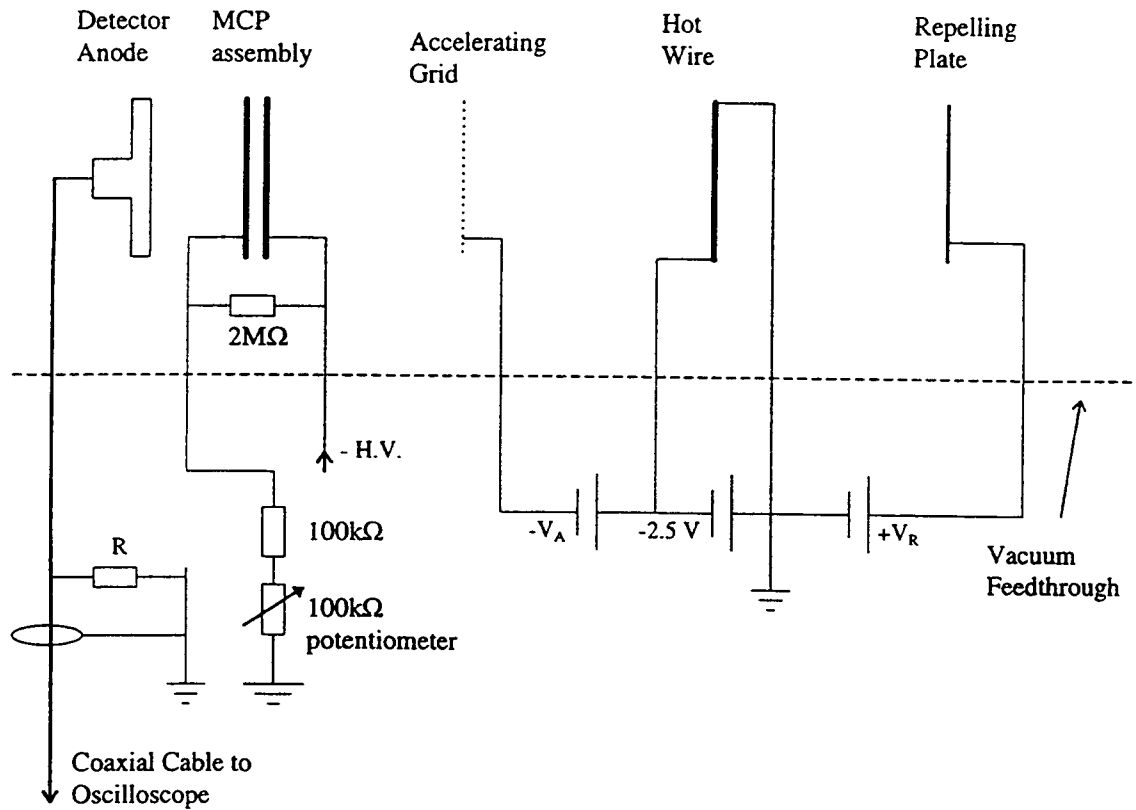 Detector
Anode
MCP
assembly
Accelerating
Grid
Hot
Wire
Repelling
Plate
2MΩ
- H.V.
100kΩ
100kΩ
potentiometer
R
-V_A
-2.5 V
+V_R
Vacuum
Feedthrough
Coaxial Cable to
Oscilloscope